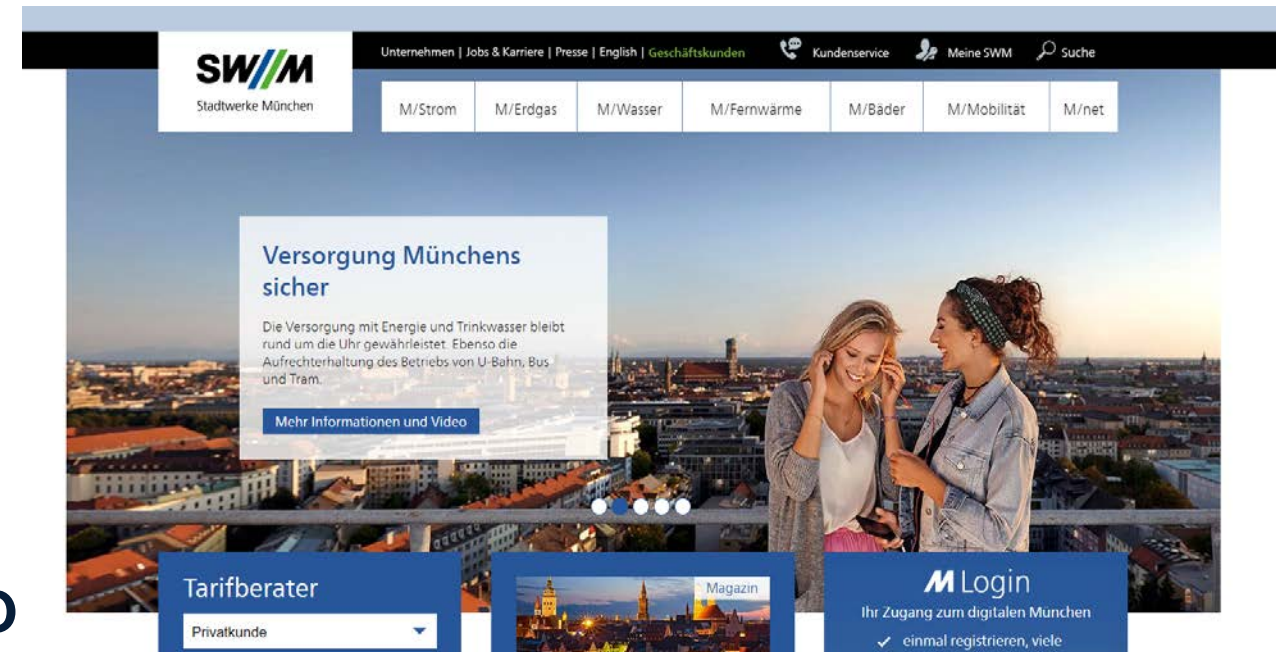 SW//M
Stadtwerke München
Unternehmen | Jobs & Karriere | Presse | English | Geschäftskunden
Kundenservice
Meine SWM
Suche
M/Strom
M/Erdgas
M/Wasser
M/Fernwärme
M/Bäder
M/Mobilität
M/net
Versorgung Münchens
sicher
Die Versorgung mit Energie und Trinkwasser bleibt
rund um die Uhr gewährleistet. Ebenso die
Aufrechterhaltung des Betriebs von U-Bahn, Bus
und Tram.
Mehr Informationen und Video
Tarifberater
Privatkunde
Magazin
M Login
Ihr Zugang zum digitalen München
✓ einmal registrieren, viele